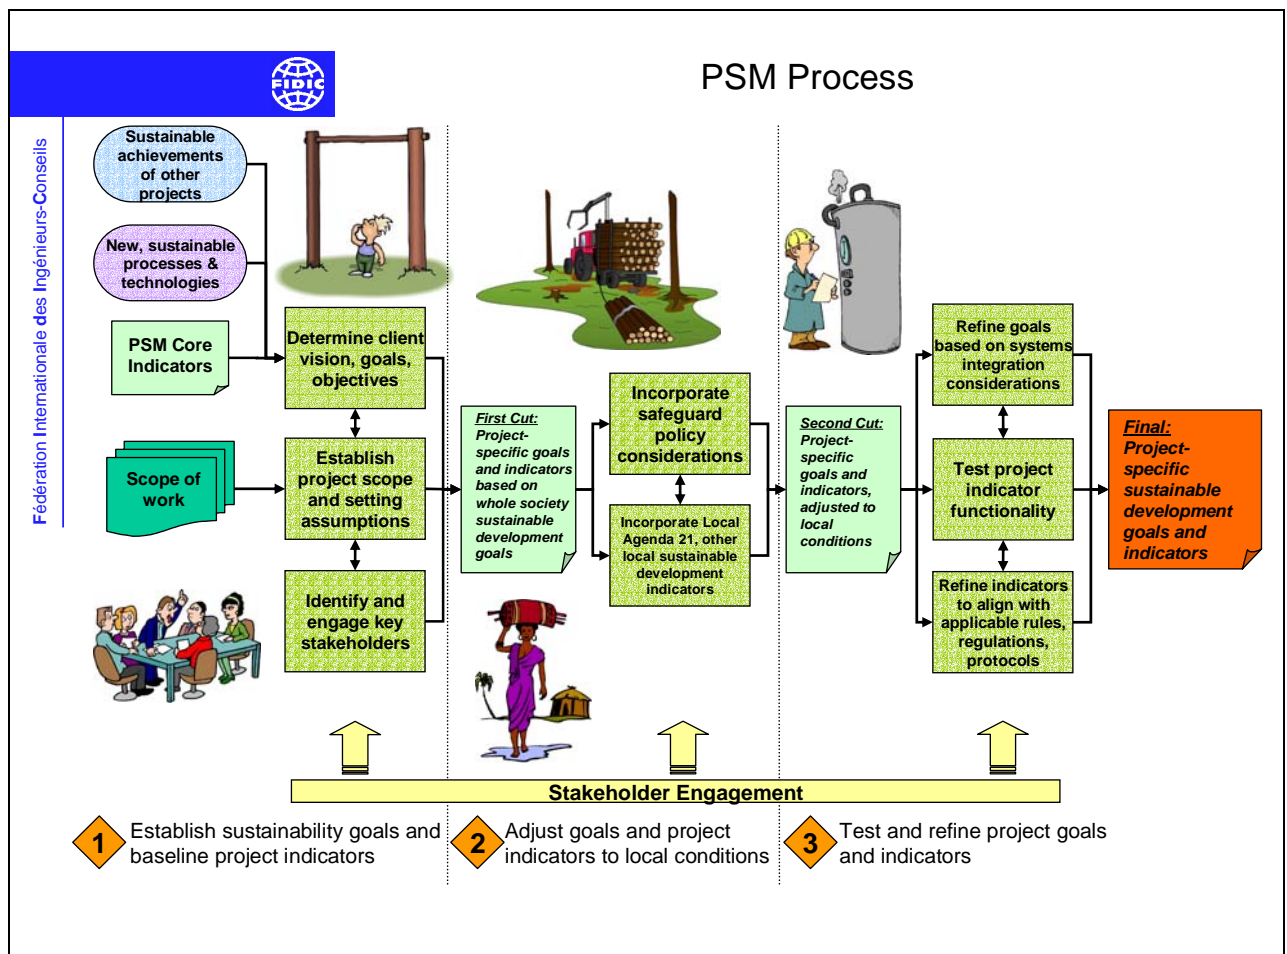 PSM Process
FIDIC
Fédération Internationale des Ingénieurs-Conseils
Sustainable
achievements
of other
projects
New, sustainable
processes &
technologies
PSM Core
Indicators
Scope of
work
Determine client
vision, goals,
objectives
Establish
project scope
and setting
assumptions
Identify and
engage key
stakeholders
First Cut:
Project-
specific goals
and indicators
based on
whole society
sustainable
development
goals
Incorporate
safeguard
policy
considerations
Incorporate Local
Agenda 21, other
local sustainable
development
indicators
Second Cut:
Project-
specific
goals and
indicators,
adjusted to
local
conditions
Refine goals
based on systems
integration
considerations
Test project
indicator
functionality
Refine indicators
to align with
applicable rules,
regulations,
protocols
Final:
Project-
specific
sustainable
development
goals and
indicators
Stakeholder Engagement
1
Establish sustainability goals and
baseline project indicators
2
Adjust goals and project
indicators to local conditions
3
Test and refine project goals
and indicators